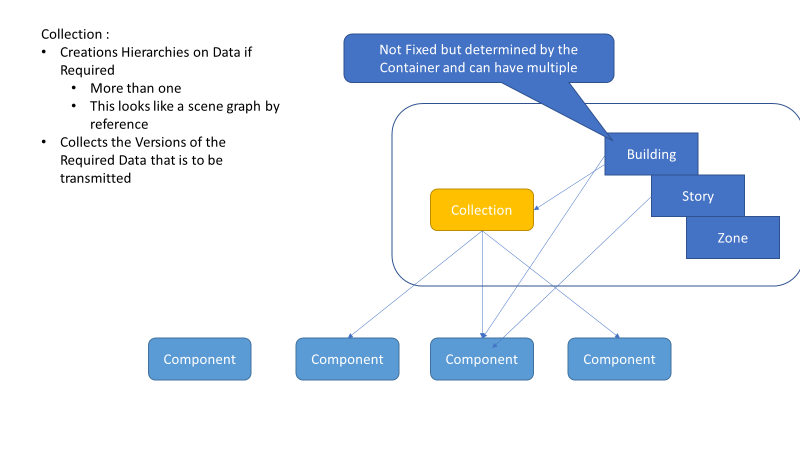 Collection :
• Creations Hierarchies on Data if
Required
• More than one
• This looks like a scene graph by
reference
• Collects the Versions of the
Required Data that is to be
transmitted
Not Fixed but determined by the
Container and can have multiple
Building
Story
Zone
Collection
Component
Component
Component
Component